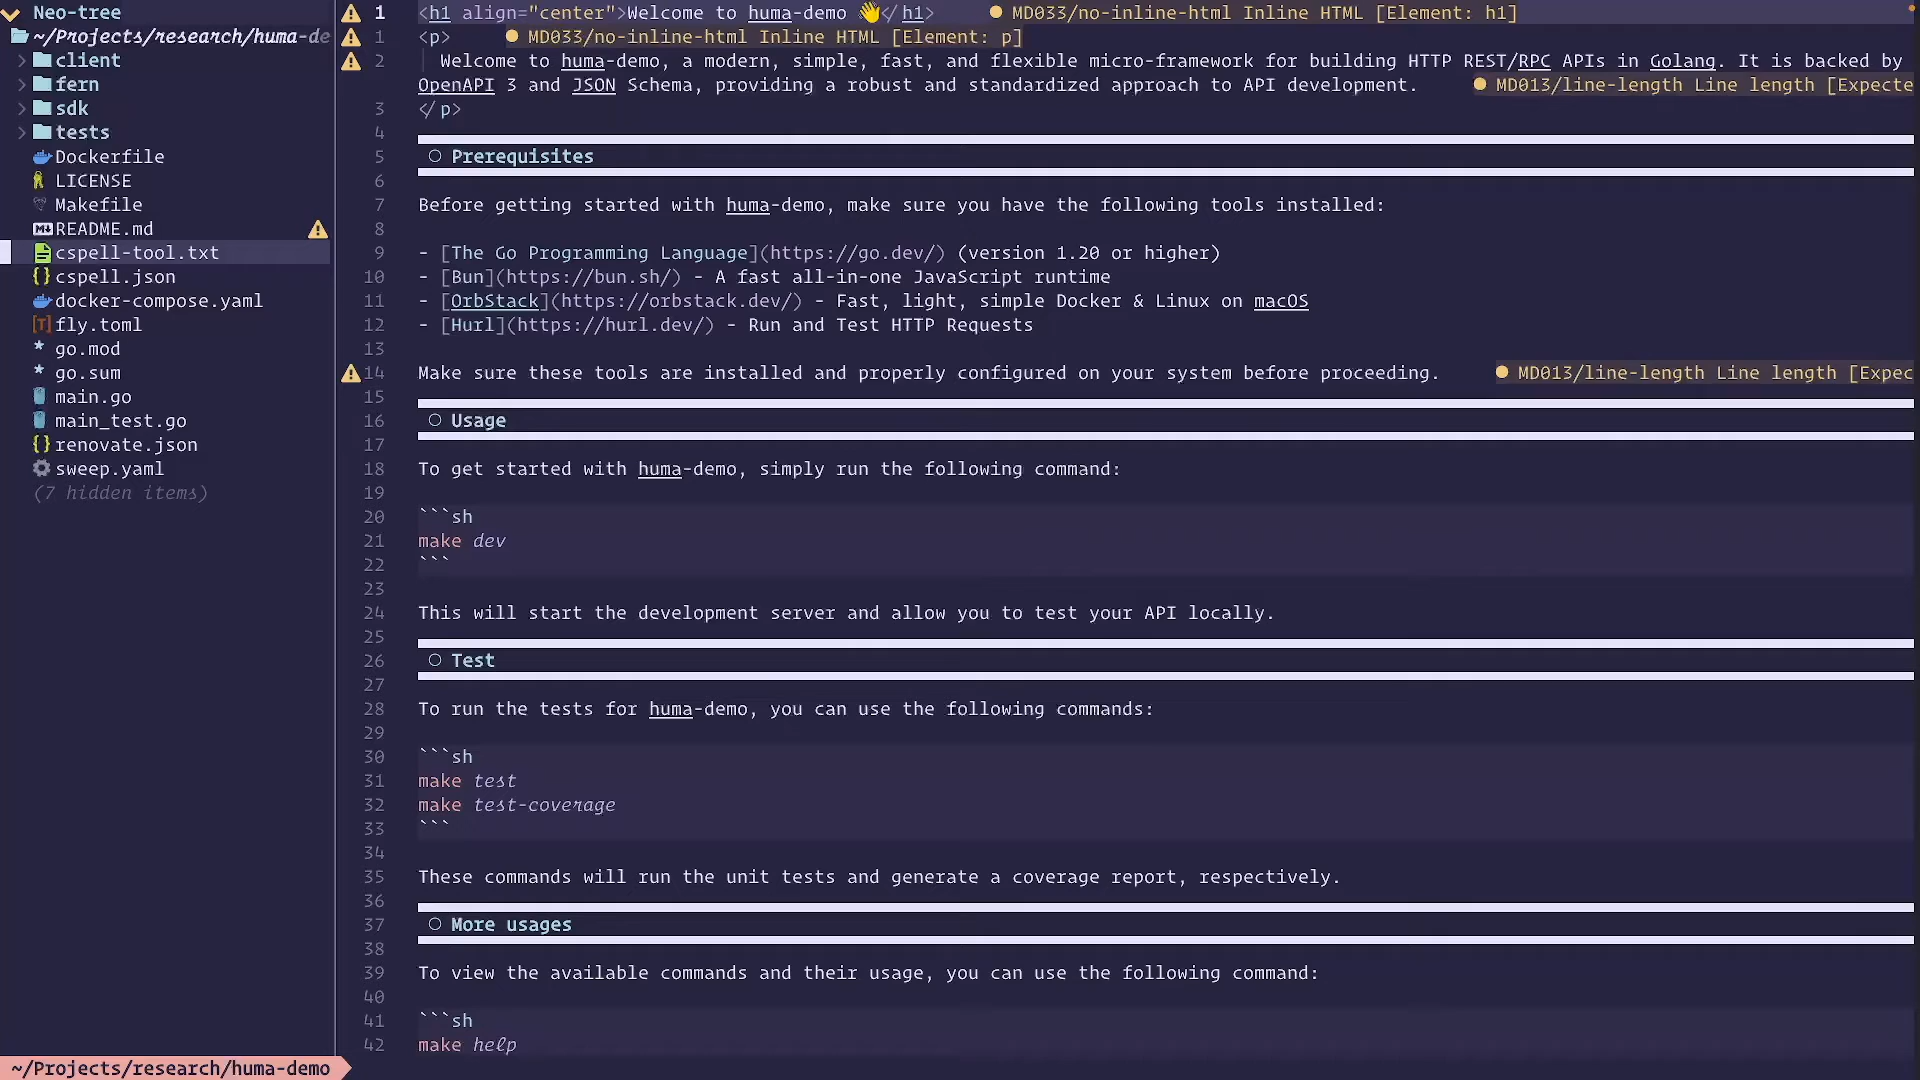 Neo-tree
~/Projects/research/huma-de
client
fern
sdk
tests
Dockerfile
LICENSE
Makefile
README.md
cspell-tool.txt
cspell.json
docker-compose.yaml
fly.toml
go.mod
go.sum
main.go
main_test.go
renovate.json
sweep.yaml
(7 hidden items)
~/Projects/research/huma-demo
1 <h1 align="center">Welcome to huma-demo 👋</h1> ● MD033/no-inline-html Inline HTML [Element: h1]
1 <p> ● MD033/no-inline-html Inline HTML [Element: p]
2 Welcome to huma-demo, a modern, simple, fast, and flexible micro-framework for building HTTP REST/RPC APIs in Golang. It is backed by
OpenAPI 3 and JSON Schema, providing a robust and standardized approach to API development. ● MD013/line-length Line length [Expecte
3 </p>
4
5 ○ Prerequisites
6
7 Before getting started with huma-demo, make sure you have the following tools installed:
8
9 - [The Go Programming Language](https://go.dev/) (version 1.20 or higher)
10 - [Bun](https://bun.sh/) - A fast all-in-one JavaScript runtime
11 - [OrbStack](https://orbstack.dev/) - Fast, light, simple Docker & Linux on macOS
12 - [Hurl](https://hurl.dev/) - Run and Test HTTP Requests
13
14 Make sure these tools are installed and properly configured on your system before proceeding. ● MD013/line-length Line length [Expec
15
16 ○ Usage
17
18 To get started with huma-demo, simply run the following command:
19
20 ```sh
21 make dev
22 ```
23
24 This will start the development server and allow you to test your API locally.
25
26 ○ Test
27
28 To run the tests for huma-demo, you can use the following commands:
29
30 ```sh
31 make test
32 make test-coverage
33 ```
34
35 These commands will run the unit tests and generate a coverage report, respectively.
36
37 ○ More usages
38
39 To view the available commands and their usage, you can use the following command:
40
41 ```sh
42 make help